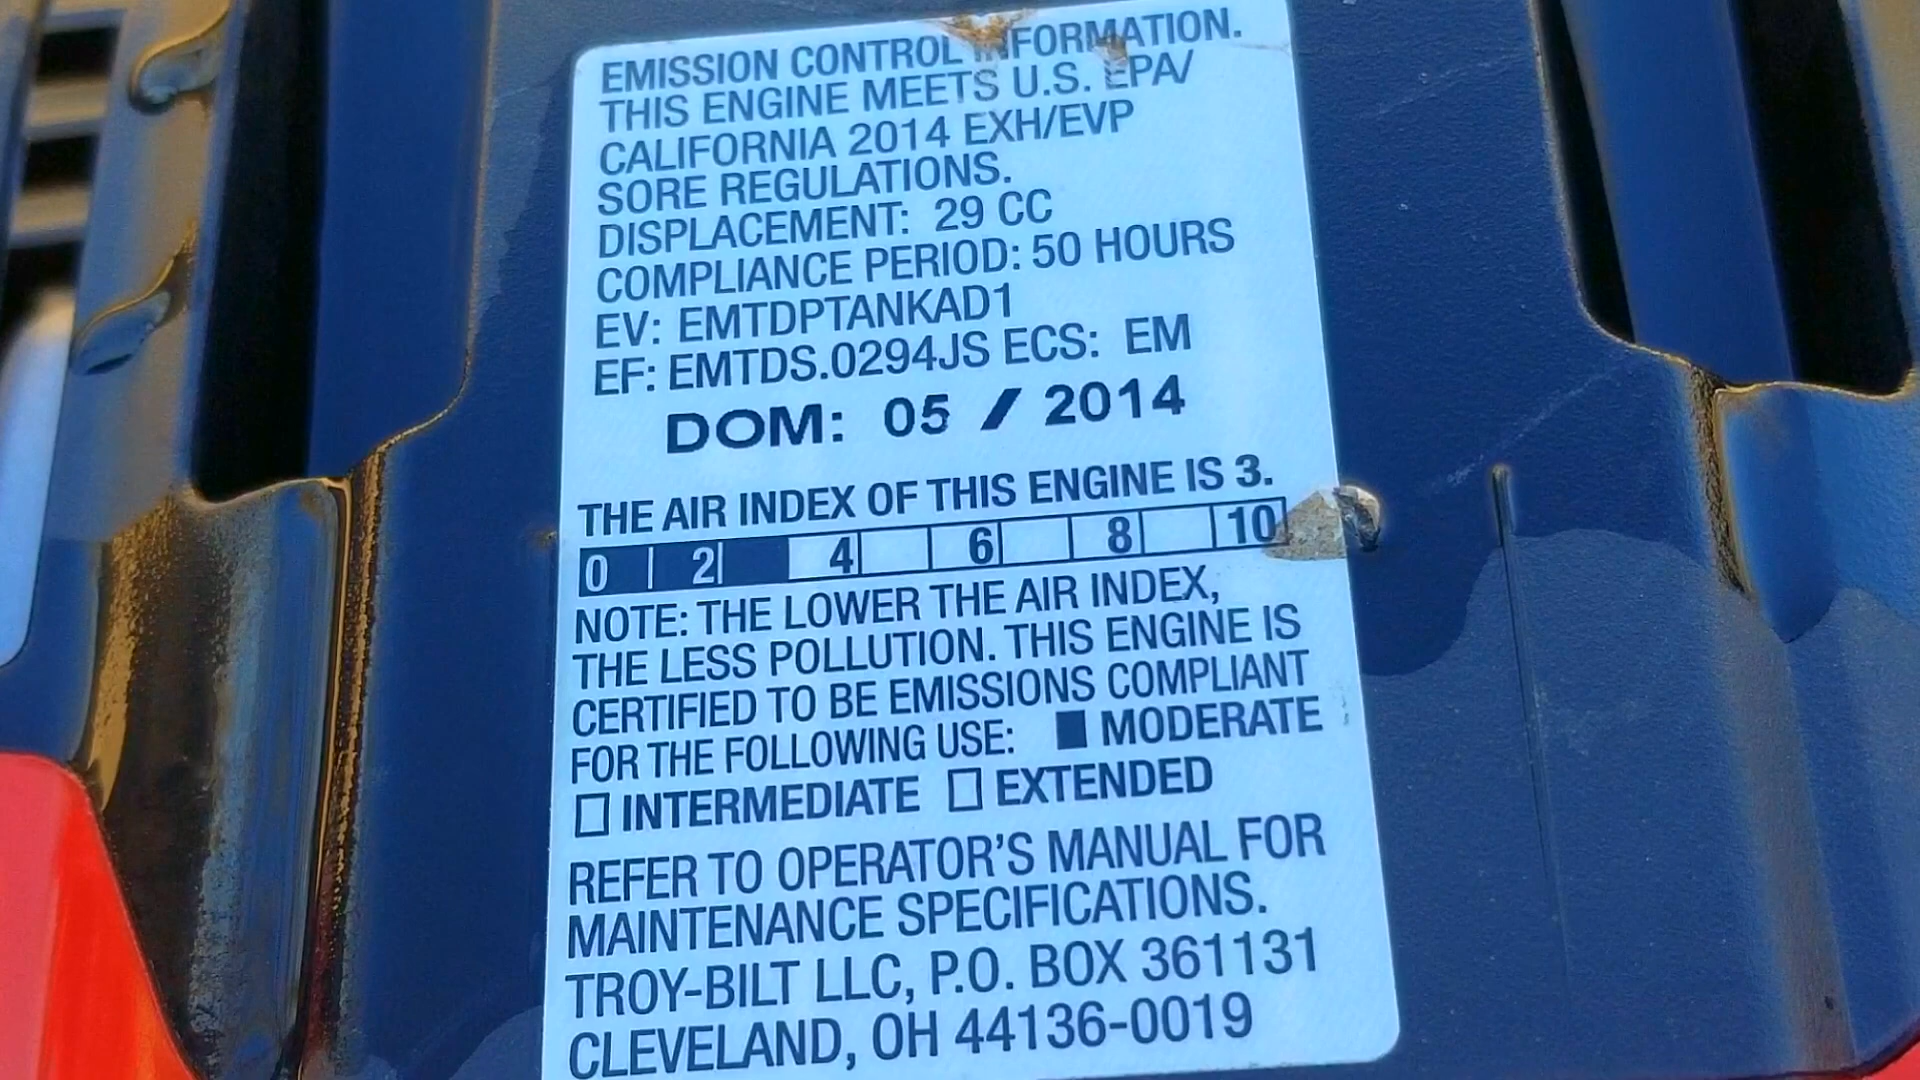 EMISSION CONTROL INFORMATION.
THIS ENGINE MEETS U.S. EPA/
CALIFORNIA 2014 EXH/EVP
SORE REGULATIONS.
DISPLACEMENT: 29 CC
COMPLIANCE PERIOD: 50 HOURS
EV: EMTDPTANKAD1
EF: EMTDS.0294JS ECS: EM
DOM: 05 / 2014
THE AIR INDEX OF THIS ENGINE IS 3.
0 2 4 6 8 10
NOTE: THE LOWER THE AIR INDEX,
THE LESS POLLUTION. THIS ENGINE IS
CERTIFIED TO BE EMISSIONS COMPLIANT
FOR THE FOLLOWING USE: ■ MODERATE
□ INTERMEDIATE □ EXTENDED
REFER TO OPERATOR'S MANUAL FOR
MAINTENANCE SPECIFICATIONS.
TROY-BILT LLC, P.O. BOX 361131
CLEVELAND, OH 44136-0019